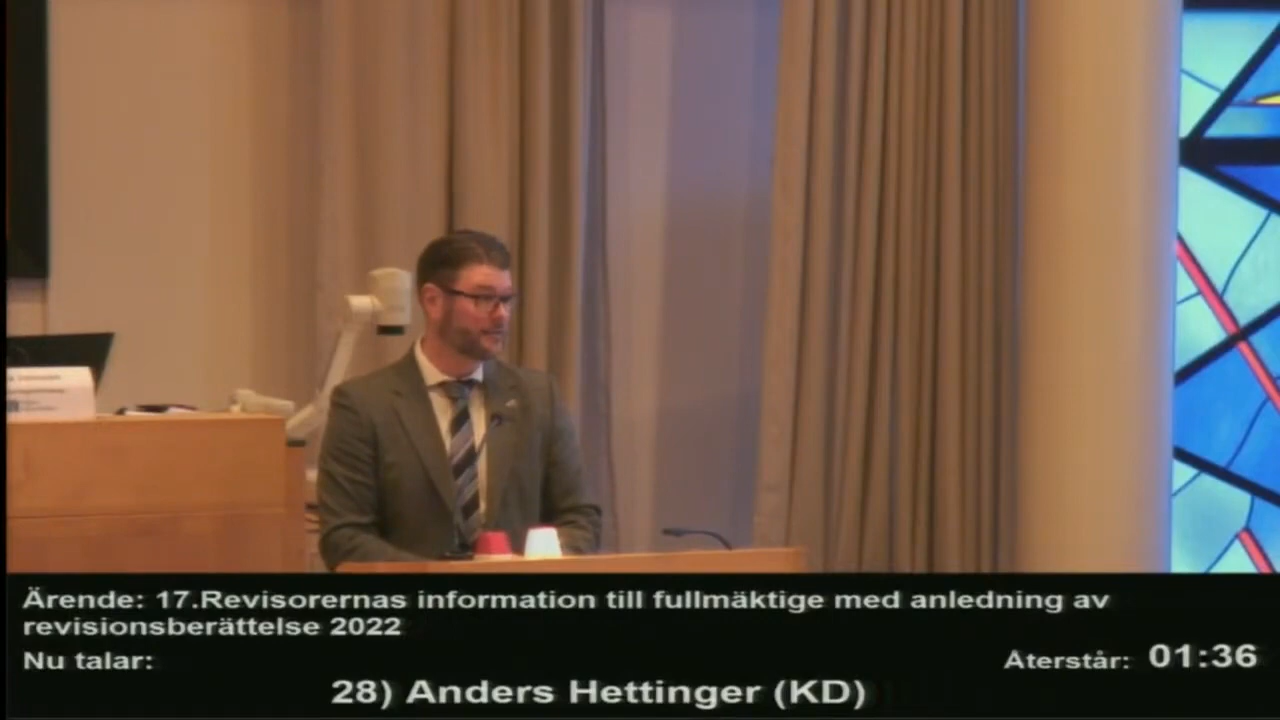 Ärende: 17.Revisorernas information till fullmäktige med anledning av
revisionsberättelse 2022
Nu talar:
Återstår: 01:36
28) Anders Hettinger (KD)